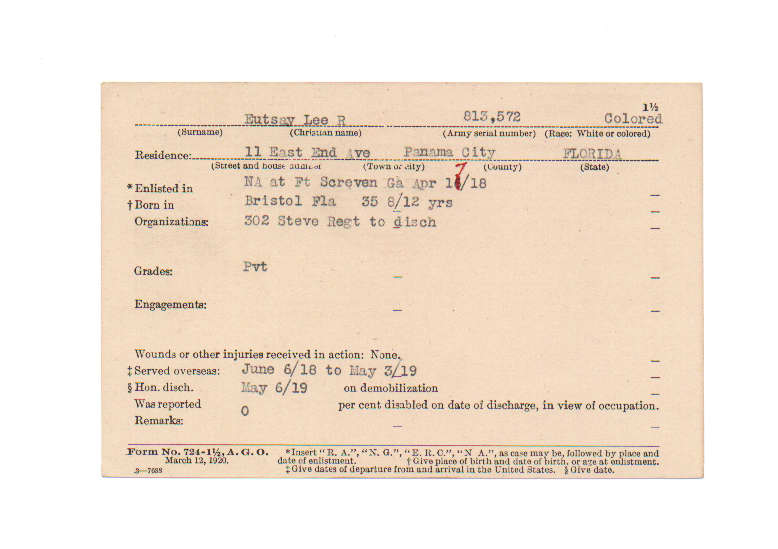 1½
Eutsay Lee R 813,572 Colored
(Surname) (Christian name) (Army serial number) (Race: White or colored)
Residence: 11 East End Ave Panama City FLORIDA
(Street and house number) (Town or city) (County) (State)
* Enlisted in NA at Ft Screven Ga Apr 17/18
† Born in Bristol Fla 35 8/12 yrs
Organizations: 302 Steve Regt to disch
Grades: Pvt
Engagements:
Wounds or other injuries received in action: None.
‡ Served overseas: June 6/18 to May 3/19
§ Hon. disch. May 6/19 on demobilization
Was reported 0 per cent disabled on date of discharge, in view of occupation.
Remarks:
Form No. 724-1½, A. G. O. * Insert "R. A.", "N. G.", "E. R. C.", "N A.", as case may be, followed by place and
March 12, 1920. date of enlistment. † Give place of birth and date of birth, or age at enlistment.
3—7688 ‡ Give dates of departure from and arrival in the United States. § Give date.